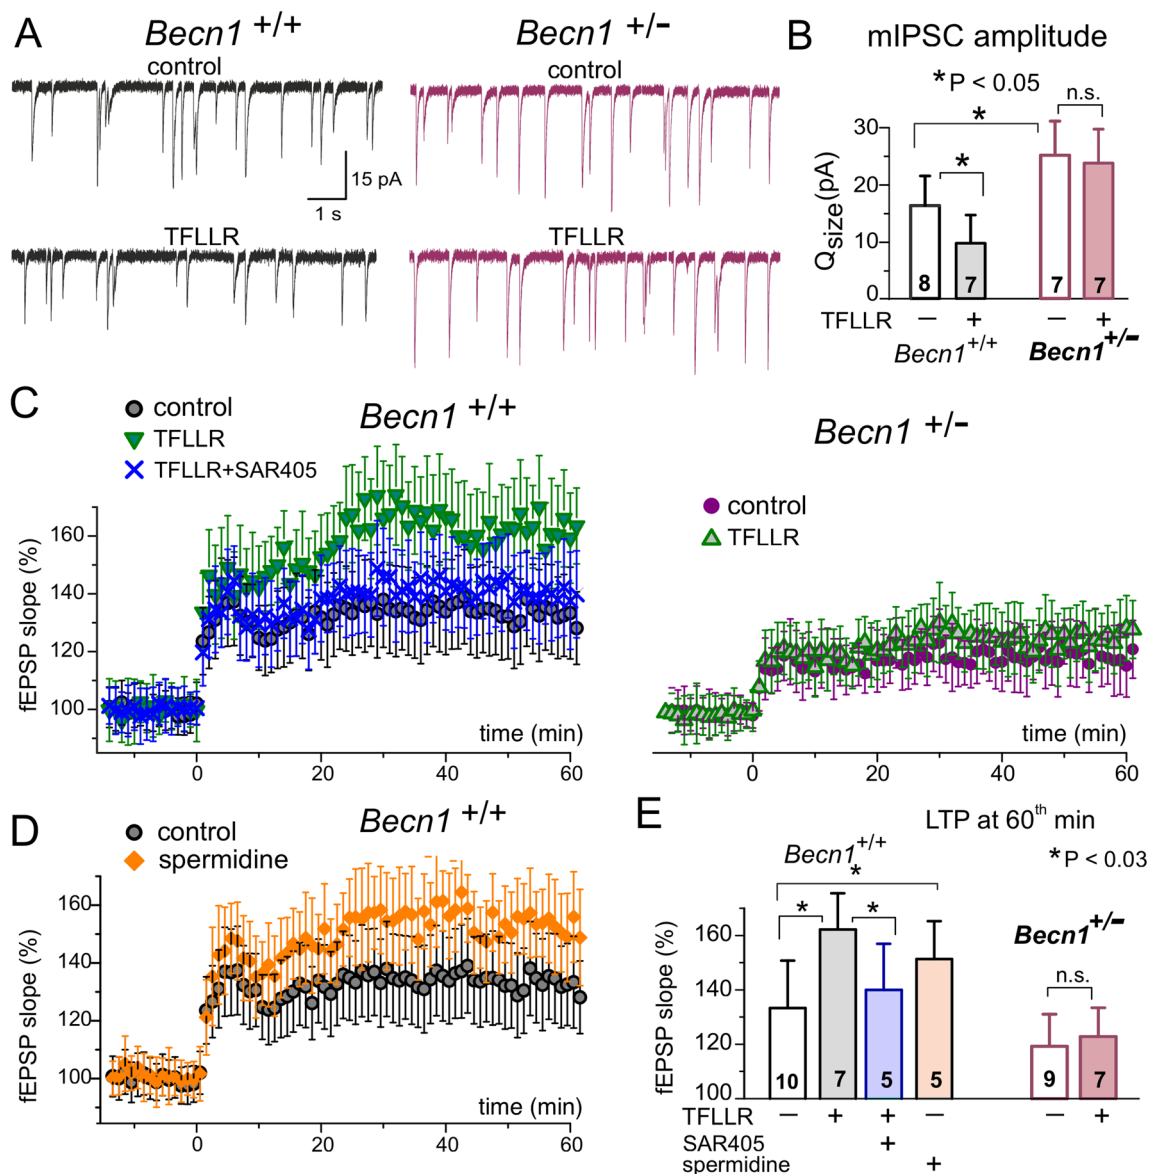 A
Becn1 +/+
control
15 pA
1 s
TFLLR
Becn1 +/-
control
TFLLR
B
mIPSC amplitude
*P < 0.05
n.s.
*
*
Qsize(pA)
30
20
10
0
8
7
7
7
TFLLR − + − +
Becn1+/+
Becn1+/-
C
control
TFLLR
TFLLR+SAR405
Becn1 +/+
fEPSP slope (%)
160
140
120
100
time (min)
0 20 40 60
Becn1 +/-
control
TFLLR
time (min)
0 20 40 60
D
control
spermidine
Becn1 +/+
fEPSP slope (%)
160
140
120
100
time (min)
0 20 40 60
E
LTP at 60th min
Becn1+/+
*P < 0.03
*
*
*
Becn1+/-
n.s.
fEPSP slope (%)
160
140
120
100
10
7
5
5
9
7
TFLLR − + + − − +
SAR405 +
spermidine +